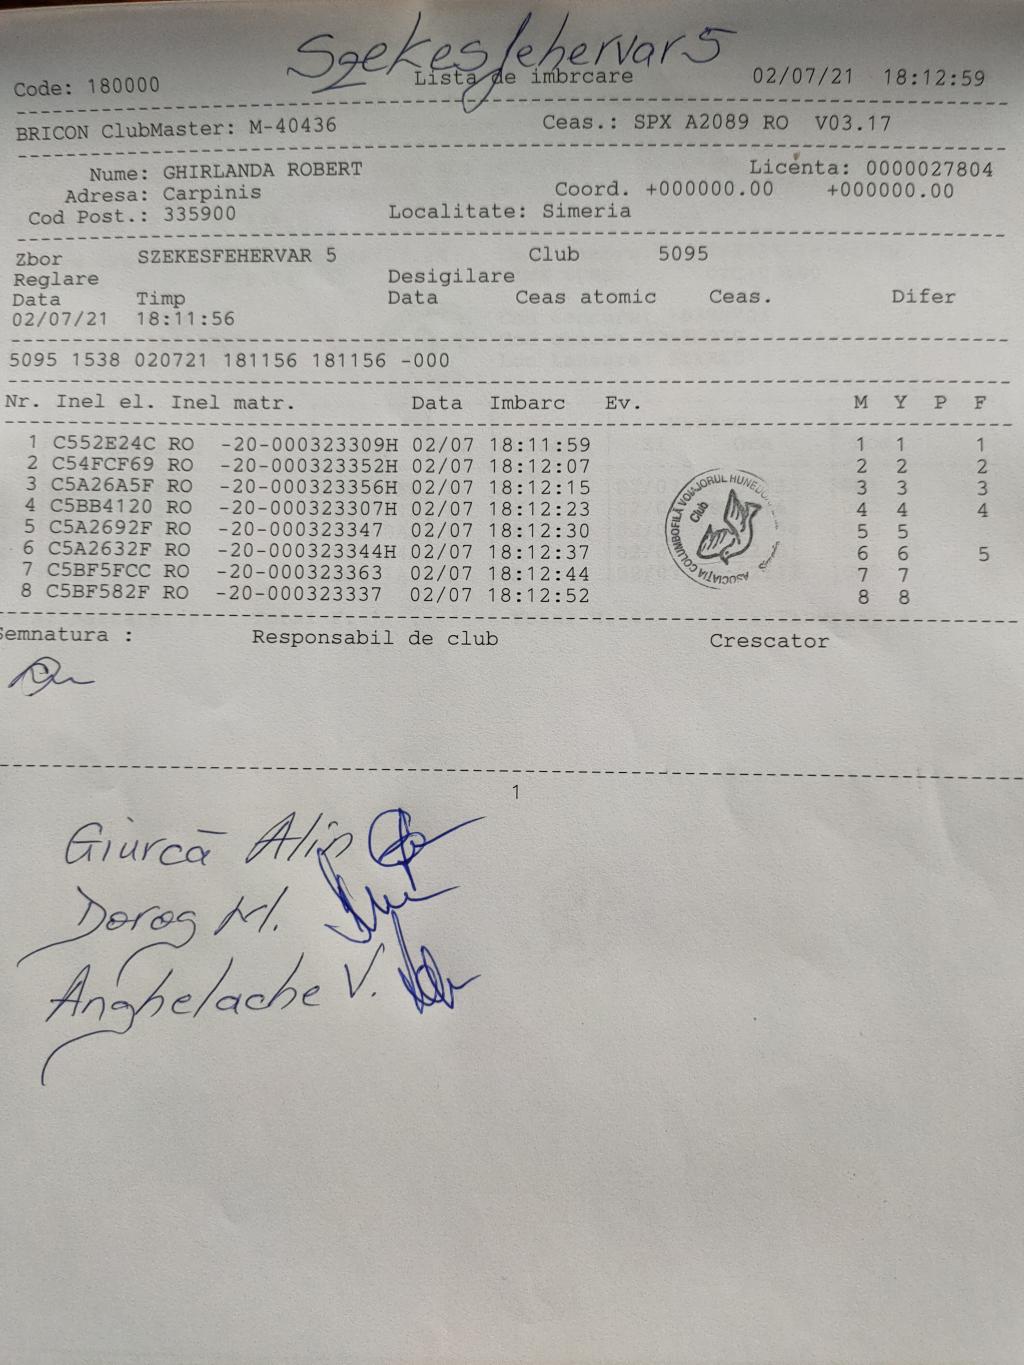 Szekesfehervar 5
Code: 180000 Lista de imbrcare 02/07/21 18:12:59
BRICON ClubMaster: M-40436 Ceas.: SPX A2089 RO V03.17
Nume: GHIRLANDA ROBERT Licenta: 0000027804
Adresa: Carpinis Coord. +000000.00 +000000.00
Cod Post.: 335900 Localitate: Simeria
Zbor SZEKESFEHERVAR 5 Club 5095
Reglare Desigilare
Data Timp Data Ceas atomic Ceas. Difer
02/07/21 18:11:56
5095 1538 020721 181156 181156 -000
Nr. Inel el. Inel matr. Data Imbarc Ev. M Y P F
1 C552E24C RO -20-000323309H 02/07 18:11:59 1 1 1
2 C54FCF69 RO -20-000323352H 02/07 18:12:07 2 2 2
3 C5A26A5F RO -20-000323356H 02/07 18:12:15 3 3 3
4 C5BB4120 RO -20-000323307H 02/07 18:12:23 4 4 4
5 C5A2692F RO -20-000323347 02/07 18:12:30 5 5
6 C5A2632F RO -20-000323344H 02/07 18:12:37 6 6 5
7 C5BF5FCC RO -20-000323363 02/07 18:12:44 7 7
8 C5BF582F RO -20-000323337 02/07 18:12:52 8 8
ASOCIAȚIA COLUMBOFILĂ VOIAJORUL
Club
Semnatura : Responsabil de club Crescator
1
Giurcă Alin
Doros M.
Anghelache V.